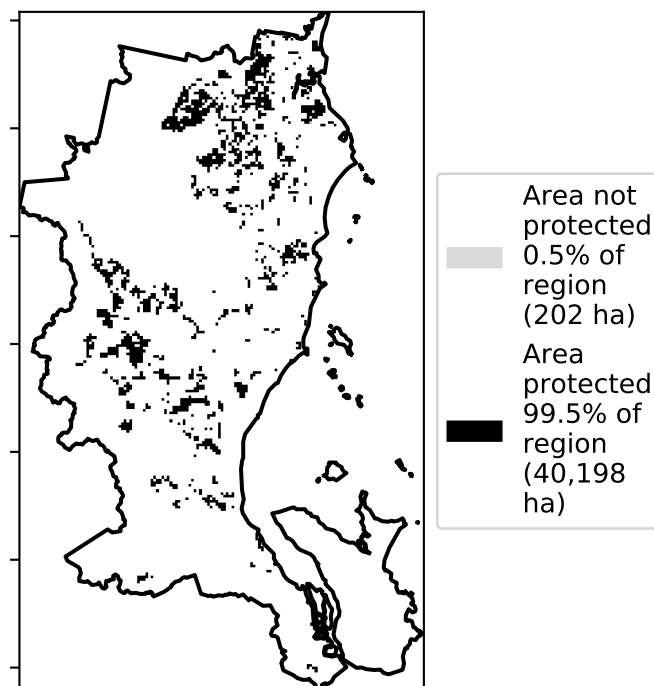 Area not
protected
0.5% of
region
(202 ha)
Area
protected
99.5% of
region
(40,198
ha)